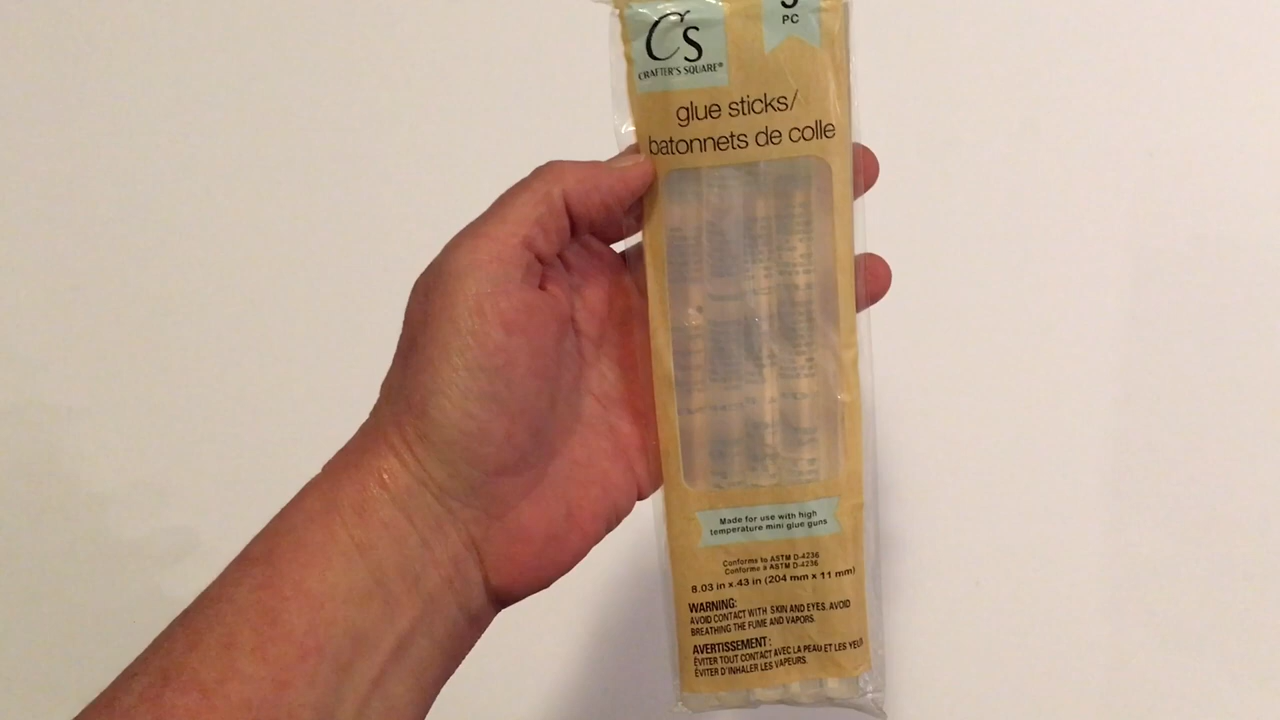 Cs
CRAFTER'S SQUARE®
PC
glue sticks/
batonnets de colle
Made for use with high
temperature mini glue guns
Conforms to ASTM D-4236
Conforme à ASTM D-4236
8.03 in x .43 in (204 mm x 11 mm)
WARNING:
AVOID CONTACT WITH SKIN AND EYES. AVOID
BREATHING THE FUME AND VAPORS.
AVERTISSEMENT :
ÉVITER TOUT CONTACT AVEC LA PEAU ET LES YEUX
ÉVITER D'INHALER LES VAPEURS.